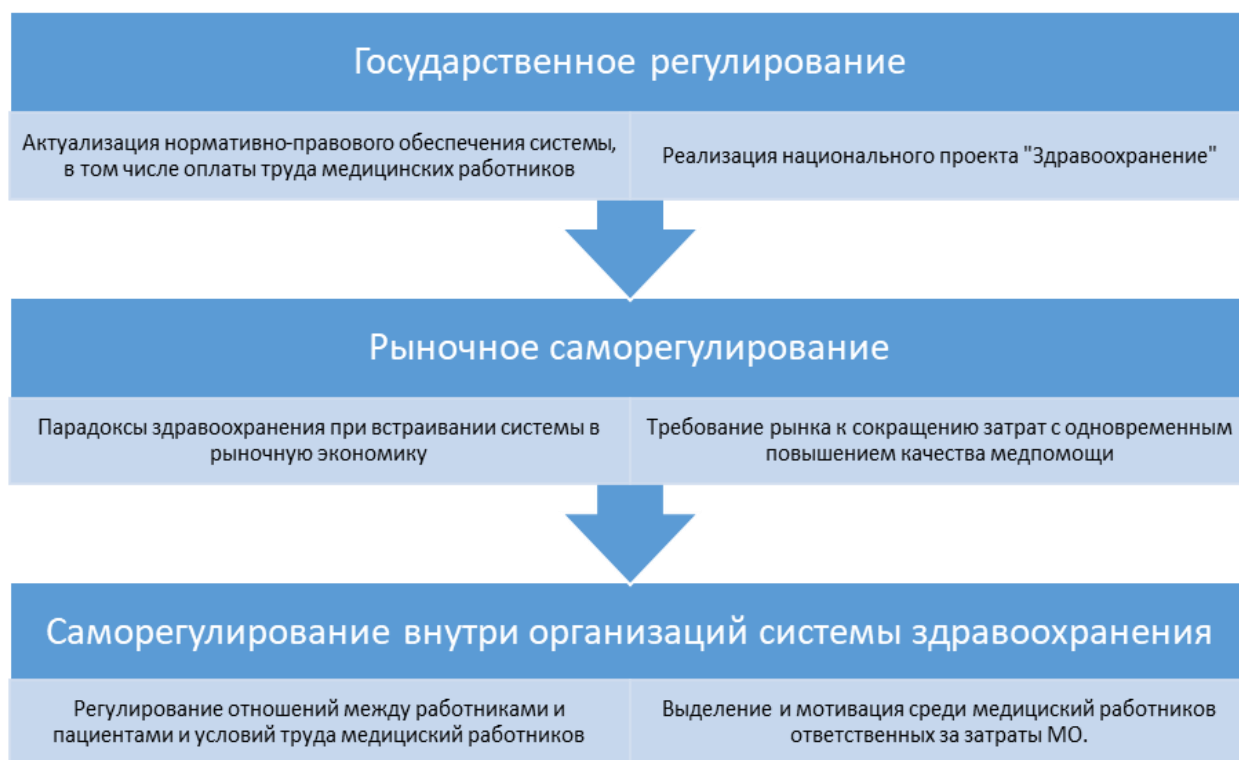 Государственное регулирование
Актуализация нормативно-правового обеспечения системы,
в том числе оплаты труда медицинских работников
Реализация национального проекта "Здравоохранение"
Рыночное саморегулирование
Парадоксы здравоохранения при встраивании системы в
рыночную экономику
Требование рынка к сокращению затрат с одновременным
повышением качества медпомощи
Саморегулирование внутри организаций системы здравоохранения
Регулирование отношений между работниками и
пациентами и условий труда медициский работников
Выделение и мотивация среди медициский работников
ответственных за затраты МО.